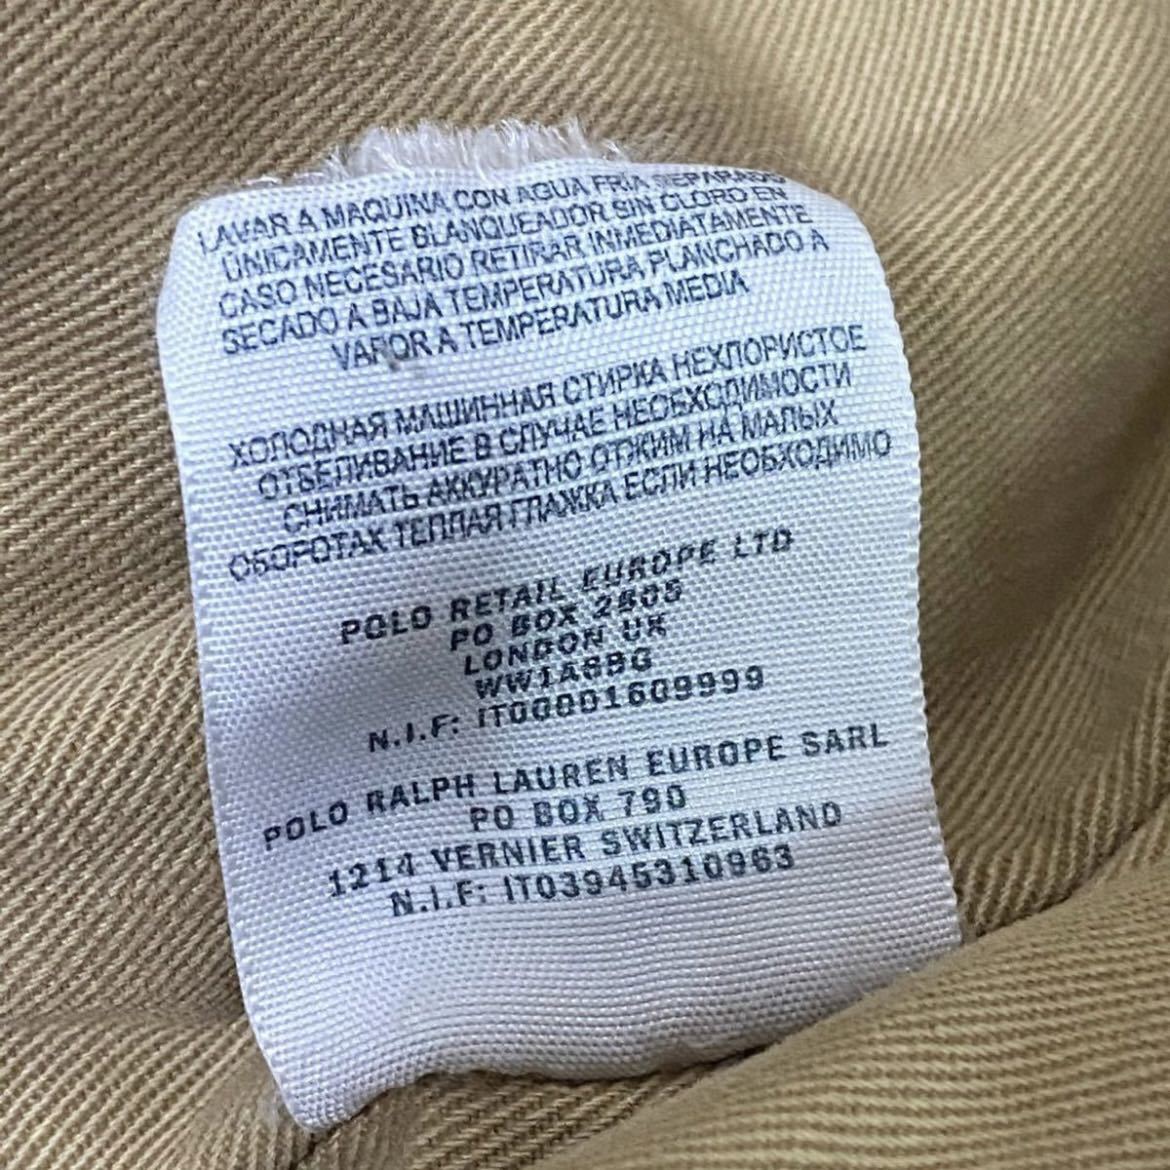 LAVAR A MAQUINA CON AGUA FRIA SEPARADO
UNICAMENTE BLANQUEADOR SIN CLORO EN
CASO NECESARIO RETIRAR INMEDIATAMENTE
SECADO A BAJA TEMPERATURA PLANCHADO A
VAPOR A TEMPERATURA MEDIA
ХОЛОДНАЯ МАШИННАЯ СТИРКА НЕХЛОРИСТОЕ
ОТБЕЛИВАНИЕ В СЛУЧАЕ НЕОБХОДИМОСТИ
СНИМАТЬ АККУРАТНО ОТЖИМ НА МАЛЫХ
ОБОРОТАХ ТЕПЛАЯ ГЛАЖКА ЕСЛИ НЕОБХОДИМО
POLO RETAIL EUROPE LTD
PO BOX 2805
LONDON UK
WW1A8BG
N.I.F: IT00001609999
POLO RALPH LAUREN EUROPE SARL
PO BOX 790
1214 VERNIER SWITZERLAND
N.I.F: IT03945310963